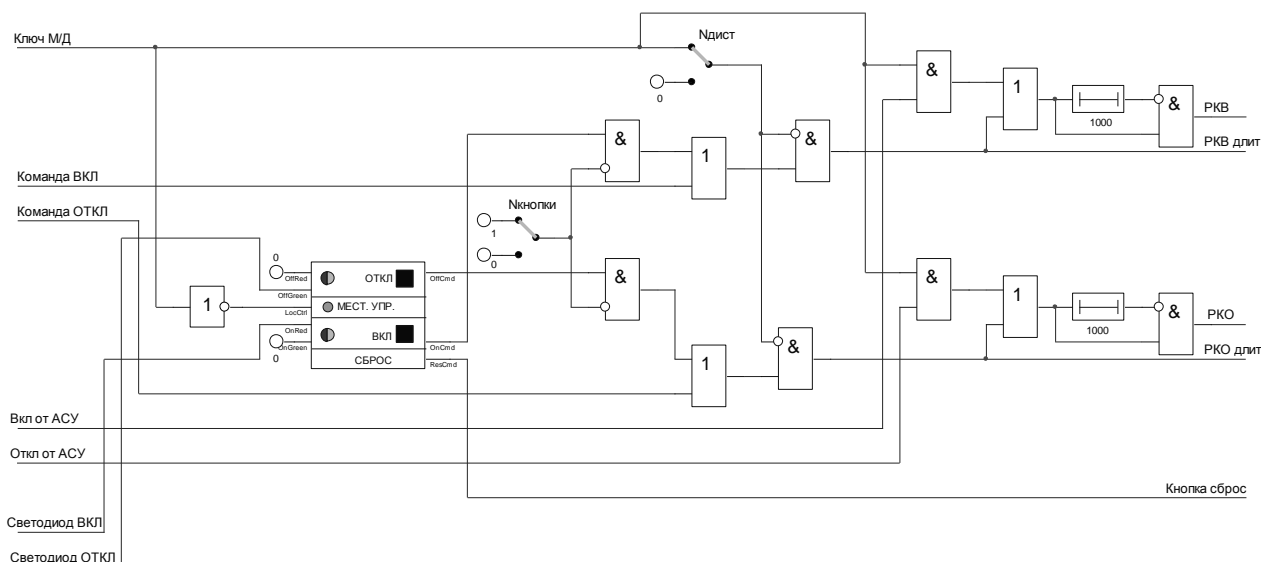 Ключ М/Д
Nдист
0
&
1
1000
&
РКВ
РКВ длит
&
1
&
Команда ВКЛ
Команда ОТКЛ
Nкнопки
1
0
0
OffRed
OffGreen
LocCtrl
OnRed
OnGreen
0
ОТКЛ
МЕСТ. УПР.
ВКЛ
СБРОС
OffCmd
OnCmd
ResCmd
1
&
1
&
&
1
1000
&
РКО
РКО длит
Вкл от АСУ
Откл от АСУ
Кнопка сброс
Светодиод ВКЛ
Светодиод ОТКЛ